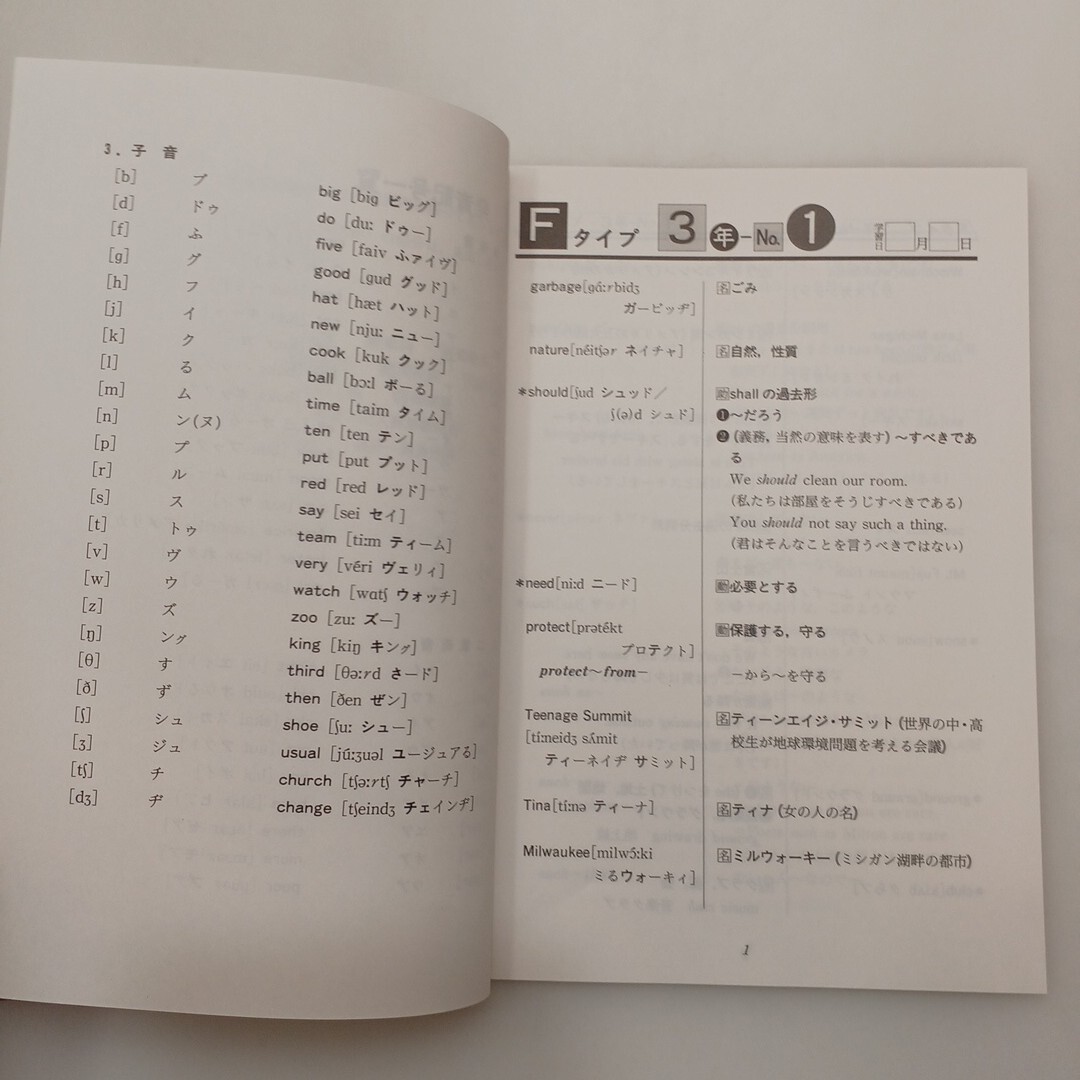 3．子 音
[b] ブ big [big ビッグ]
[d] ドゥ do [du: ドゥー]
[f] ふ five [faiv ふァイヴ]
[g] グ good [gud グッド]
[h] フ hat [hæt ハット]
[j] イ new [nju: ニュー]
[k] ク cook [kuk クック]
[l] る ball [bɔ:l ボーる]
[m] ム time [taim タイム]
[n] ン(ヌ) ten [ten テン]
[p] プ put [put プット]
[r] ル red [red レッド]
[s] ス say [sei セイ]
[t] トゥ team [ti:m ティーム]
[v] ヴ very [véri ヴェリィ]
[w] ウ watch [wɑtʃ ウォッチ]
[z] ズ zoo [zu: ズー]
[ŋ] ング king [kiŋ キング]
[θ] す third [θə:rd さ〜ド]
[ð] ず then [ðen ぜン]
[ʃ] シュ shoe [ʃu: シュー]
[ʒ] ジュ usual [jú:ʒuəl ユージュアる]
[tʃ] チ church [tʃə:rtʃ チャ〜チ]
[dʒ] ヂ change [tʃeindʒ チェインヂ]
F タイプ 3 年−No. 1 学習日 月 日
garbage[gɑ́:rbidʒ 名ごみ
ガービッヂ]
nature[néitʃər ネイチャ] 名自然，性質
*should[ʃud シュッド／ 助shallの過去形
ʃ(ə)d シュド] ❶〜だろう
❷（義務，当然の意味を表す）〜すべきであ
る
We should clean our room.
（私たちは部屋をそうじすべきである）
You should not say such a thing.
（君はそんなことを言うべきではない）
*need[ni:d ニード] 動必要とする
protect[prətékt 動保護する，守る
プロテクト]
protect〜from− −から〜を守る
Teenage Summit 名ティーンエイジ・サミット（世界の中・高
[tí:neidʒ sʌ́mit 校生が地球環境問題を考える会議）
ティーネイヂ サミット]
Tina[tí:nə ティーナ] 名ティナ（女の人の名）
Milwaukee[milwɔ́:ki 名ミルウォーキー（ミシガン湖畔の都市）
ミるウォーキィ]
1